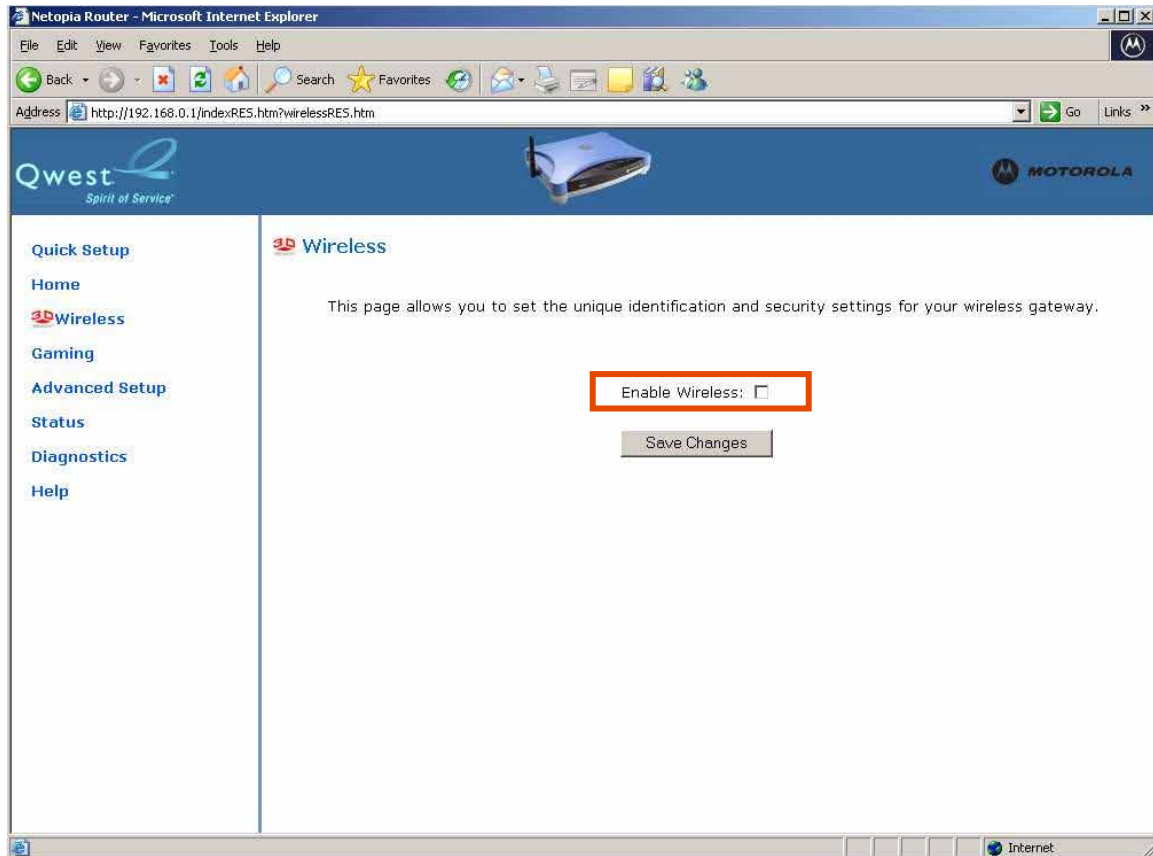 Netopia Router - Microsoft Internet Explorer
File Edit View Favorites Tools Help
Back Search Favorites
Address http://192.168.0.1/indexRES.htm?wirelessRES.htm Go Links »
Qwest
Spirit of Service
MOTOROLA
Quick Setup
Home
3D Wireless
Gaming
Advanced Setup
Status
Diagnostics
Help
3D Wireless
This page allows you to set the unique identification and security settings for your wireless gateway.
Enable Wireless:
Save Changes
Internet